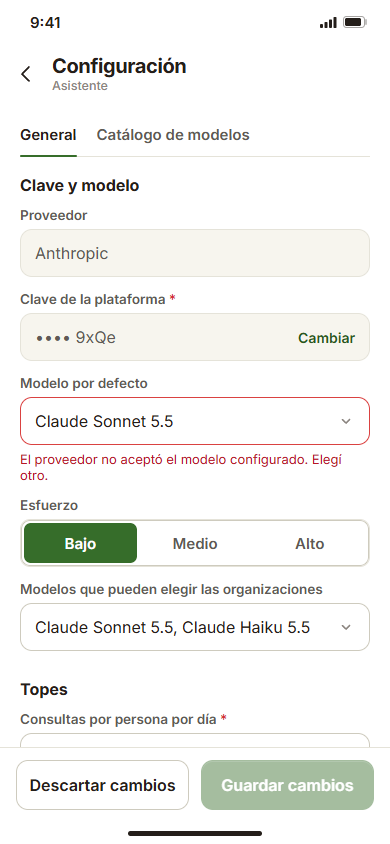 9:41
Configuración
Asistente
General
Catálogo de modelos
Clave y modelo
Proveedor
Anthropic
Clave de la plataforma *
•••• 9xQe
Cambiar
Modelo por defecto
Claude Sonnet 5.5
El proveedor no aceptó el modelo configurado. Elegí
otro.
Esfuerzo
Bajo
Medio
Alto
Modelos que pueden elegir las organizaciones
Claude Sonnet 5.5, Claude Haiku 5.5
Topes
Consultas por persona por día *
Descartar cambios
Guardar cambios